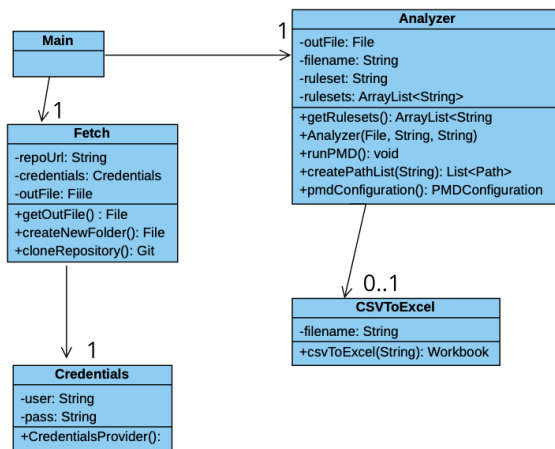 Main
1
Analyzer
-outFile: File
-filename: String
-ruleset: String
-rulesets: ArrayList<String>
+getRulesets(): ArrayList<String
+Analyzer(File, String, String)
+runPMD(): void
+createPathList(String): List<Path>
+pmdConfiguration(): PMDConfiguration
1
Fetch
-repoUrl: String
-credentials: Credentials
-outFile: Fiile
+getOutFile() : File
+createNewFolder(): File
+cloneRepository(): Git
0..1
CSVToExcel
-filename: String
+csvToExcel(String): Workbook
1
Credentials
-user: String
-pass: String
+CredentialsProvider():